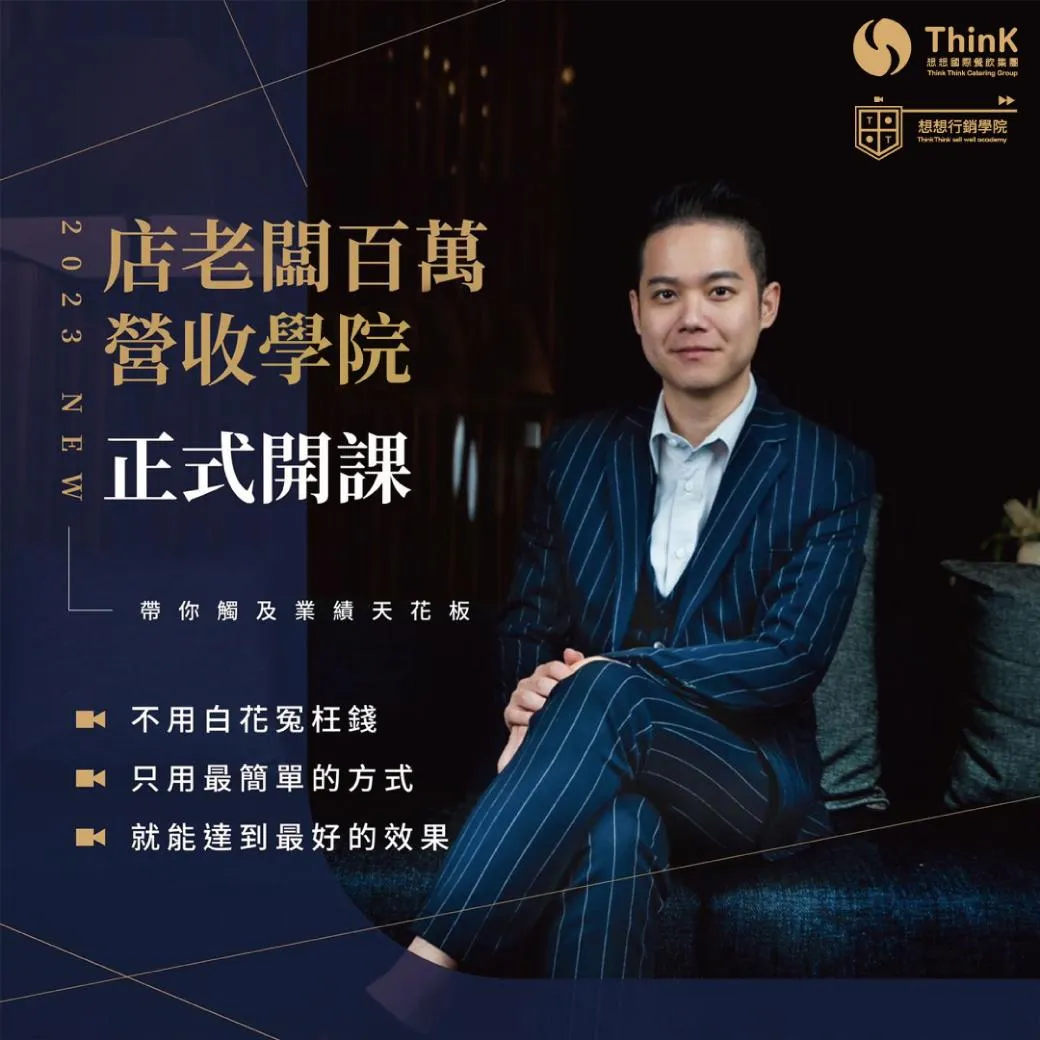 ThinK
想想國際餐飲集團
Think Think Catering Group
想想行銷學院
ThinkThink sell well academy
T
T
2023 NEW
店老闆百萬
營收學院
正式開課
帶你觸及業績天花板
不用白花冤枉錢
只用最簡單的方式
就能達到最好的效果